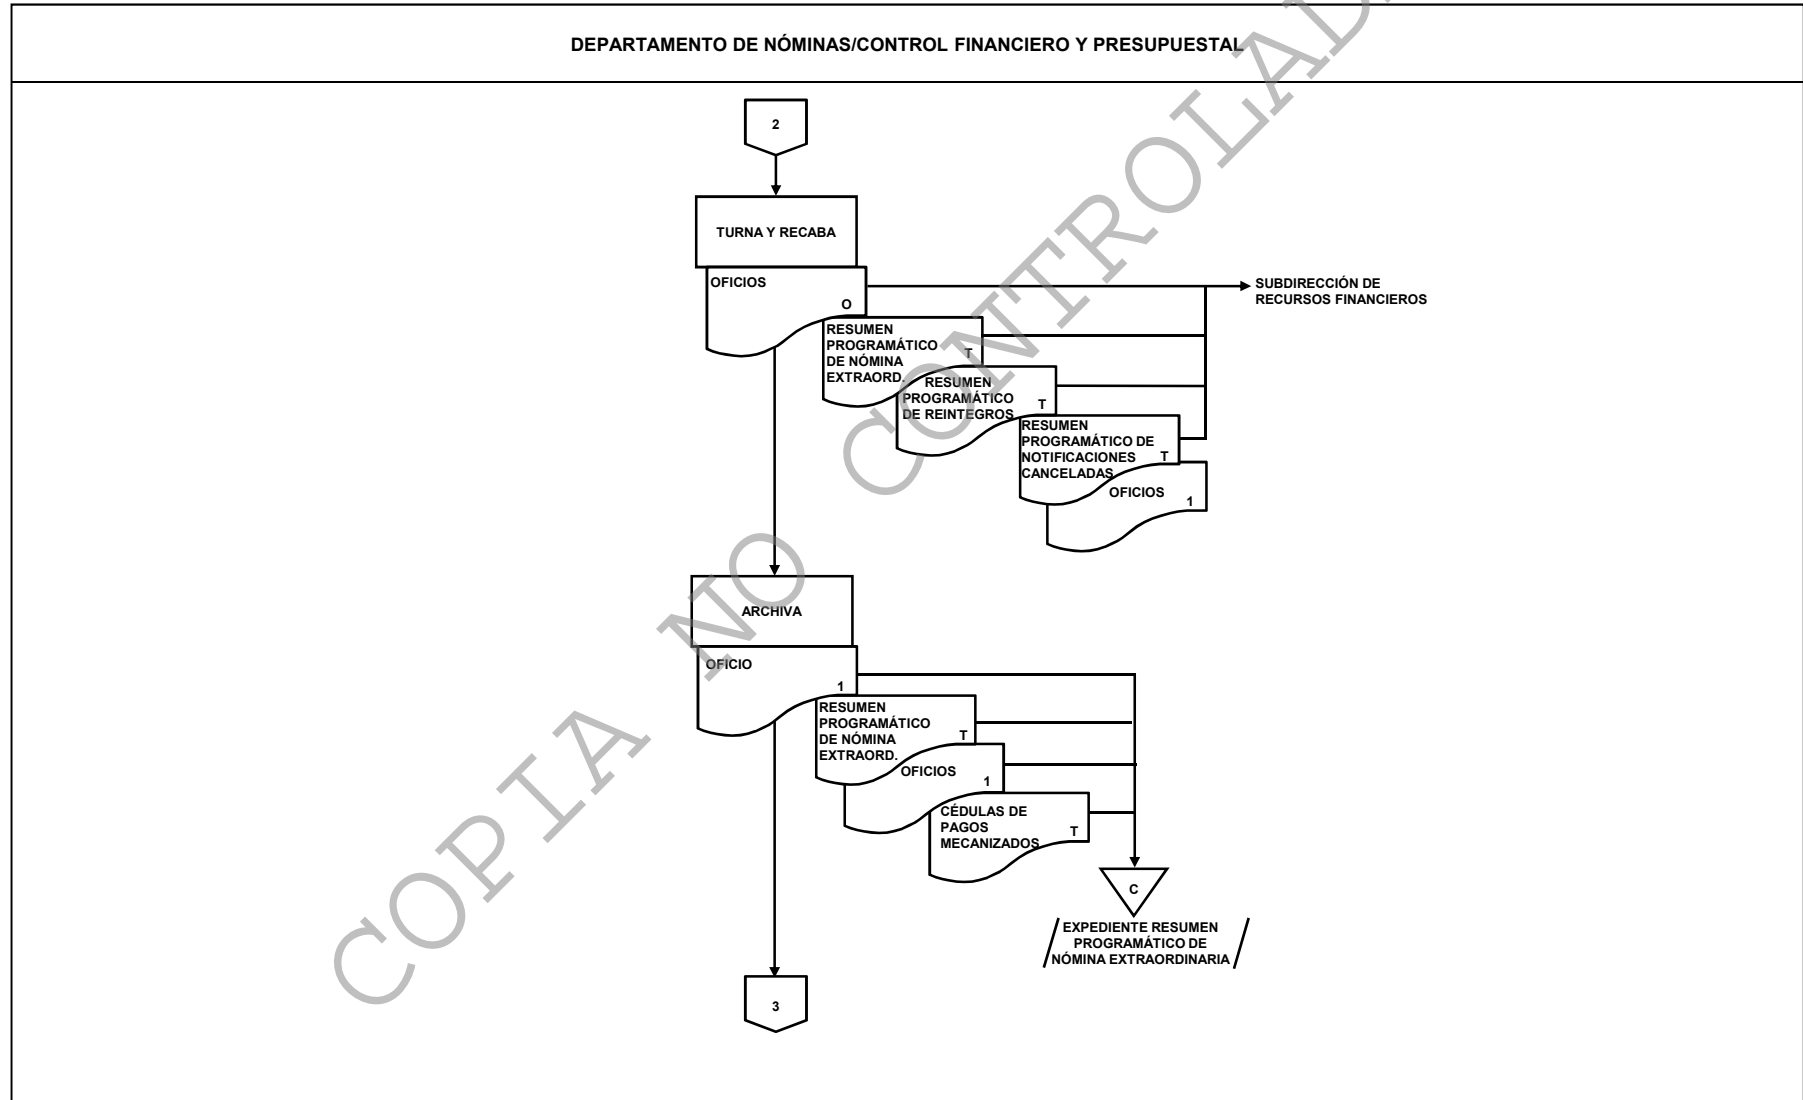 DEPARTAMENTO DE NÓMINAS/CONTROL FINANCIERO Y PRESUPUESTAL
2
TURNA Y RECABA
OFICIOS
O
SUBDIRECCIÓN DE
RECURSOS FINANCIEROS
RESUMEN
PROGRAMÁTICO
DE NÓMINA
EXTRAORD.
T
RESUMEN
PROGRAMÁTICO
DE REINTEGROS
T
RESUMEN
PROGRAMÁTICO DE
NOTIFICACIONES
CANCELADAS
T
OFICIOS
1
ARCHIVA
OFICIO
1
RESUMEN
PROGRAMÁTICO
DE NÓMINA
EXTRAORD.
T
OFICIOS
1
CÉDULAS DE
PAGOS
MECANIZADOS
T
C
EXPEDIENTE RESUMEN
PROGRAMÁTICO DE
NÓMINA EXTRAORDINARIA
3
COPIA NO CONTROLAD